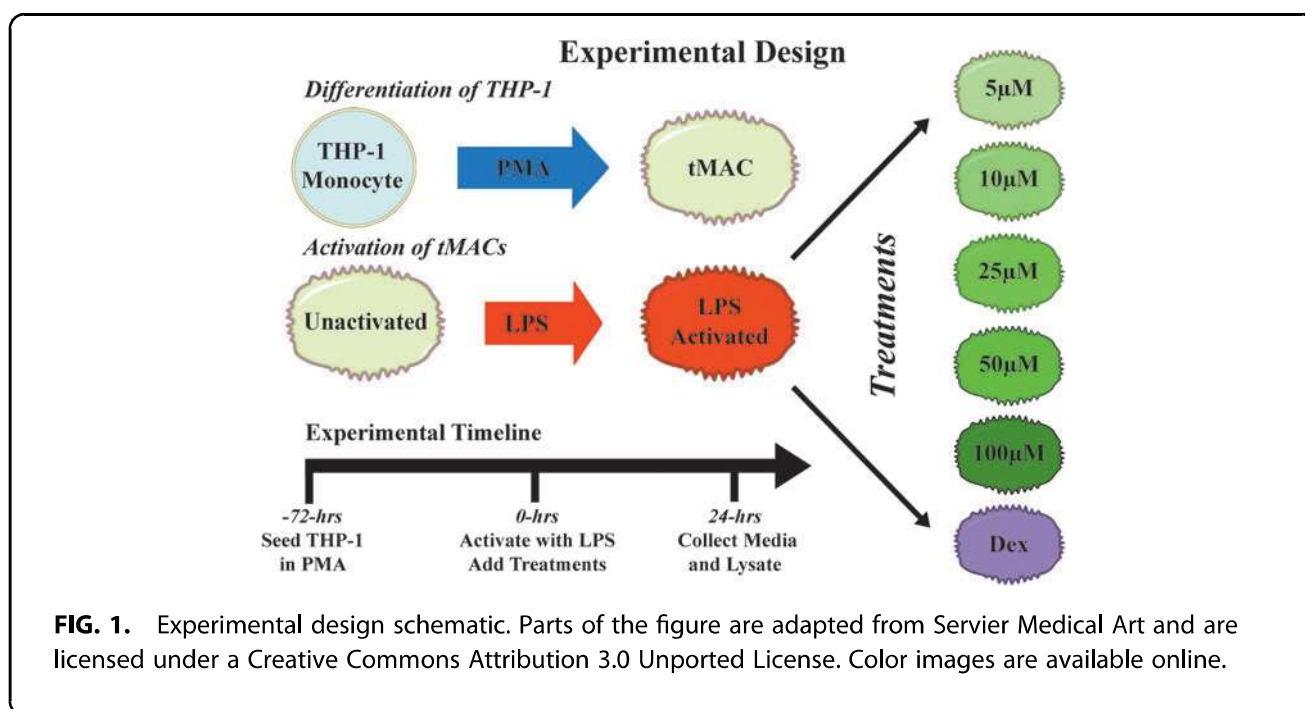 Experimental Design
Differentiation of THP-1
THP-1
Monocyte
PMA
tMAC
Activation of tMACs
Unactivated
LPS
LPS
Activated
Treatments
5μM
10μM
25μM
50μM
100μM
Dex
Experimental Timeline
-72-hrs
Seed THP-1
in PMA
0-hrs
Activate with LPS
Add Treatments
24-hrs
Collect Media
and Lysate
FIG. 1. Experimental design schematic. Parts of the figure are adapted from Servier Medical Art and are
licensed under a Creative Commons Attribution 3.0 Unported License. Color images are available online.